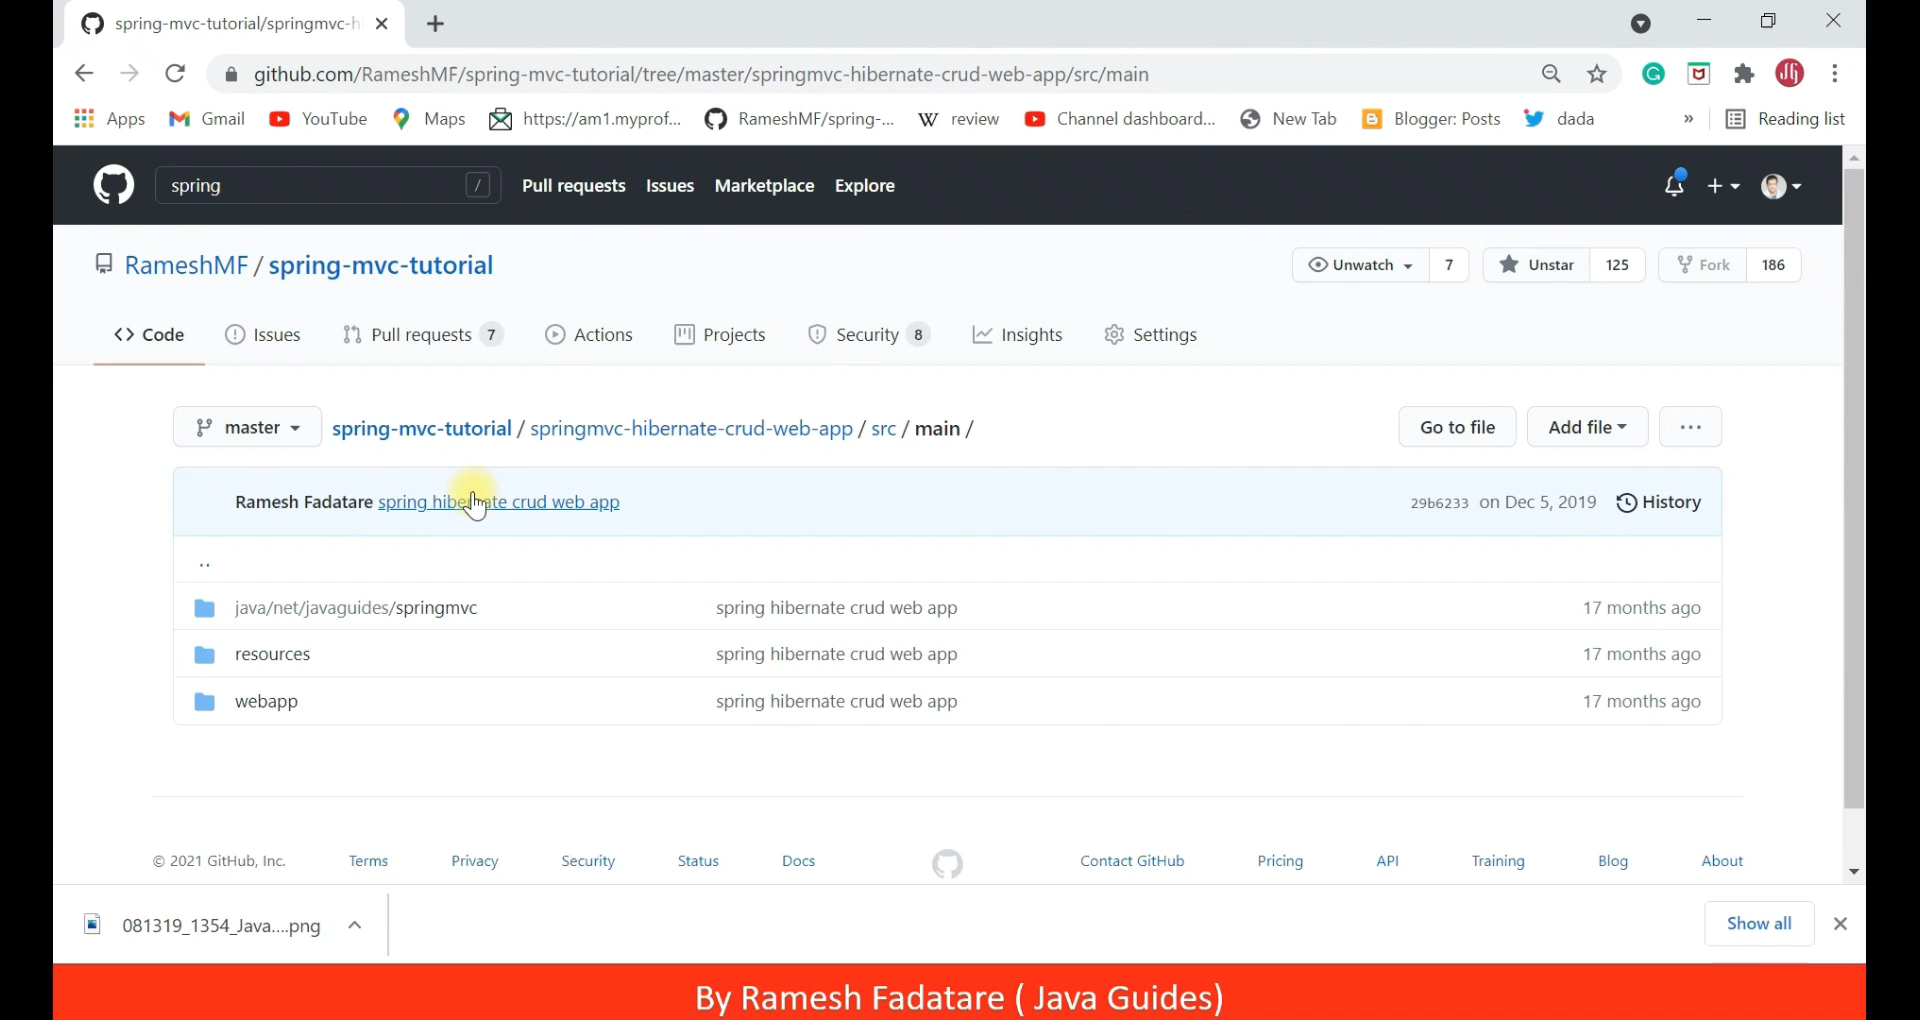 spring-mvc-tutorial/springmvc-h
github.com/RameshMF/spring-mvc-tutorial/tree/master/springmvc-hibernate-crud-web-app/src/main
Apps Gmail YouTube Maps https://am1.myprof... RameshMF/spring-... W review Channel dashboard... New Tab Blogger: Posts dada » Reading list
spring / Pull requests Issues Marketplace Explore
RameshMF / spring-mvc-tutorial Unwatch 7 Unstar 125 Fork 186
Code Issues Pull requests 7 Actions Projects Security 8 Insights Settings
master spring-mvc-tutorial / springmvc-hibernate-crud-web-app / src / main / Go to file Add file ...
Ramesh Fadatare spring hibernate crud web app 29b6233 on Dec 5, 2019 History
..
java/net/javaguides/springmvc spring hibernate crud web app 17 months ago
resources spring hibernate crud web app 17 months ago
webapp spring hibernate crud web app 17 months ago
© 2021 GitHub, Inc. Terms Privacy Security Status Docs Contact GitHub Pricing API Training Blog About
081319_1354_Java....png Show all
By Ramesh Fadatare ( Java Guides)